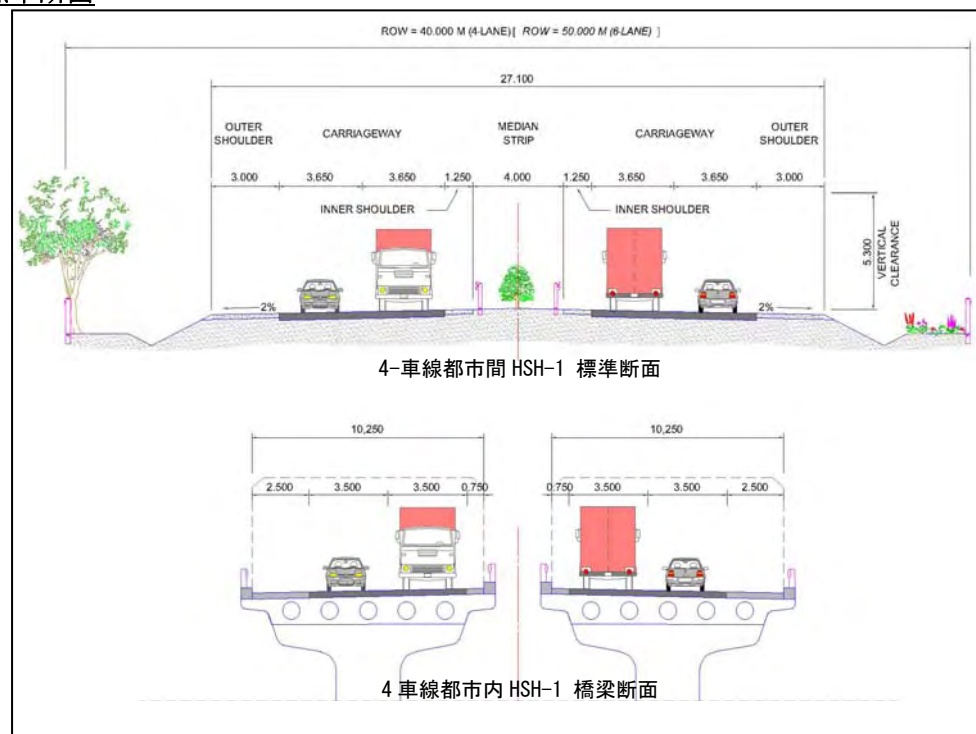 ROW = 40.000 M (4-LANE)[ ROW = 50.000 M (6-LANE) ]
27.100
OUTER SHOULDER
CARRIAGEWAY
MEDIAN STRIP
CARRIAGEWAY
OUTER SHOULDER
3.000 3.650 3.650 1.250 4.000 1.250 3.650 3.650 3.000
INNER SHOULDER
INNER SHOULDER
5.300
VERTICAL CLEARANCE
2%
2%
4-車線都市間 HSH-1 標準断面
10,250
10,250
2.500 3.500 3.500 0,750
0.750 3.500 3.500 2.500
4 車線都市内 HSH-1 橋梁断面